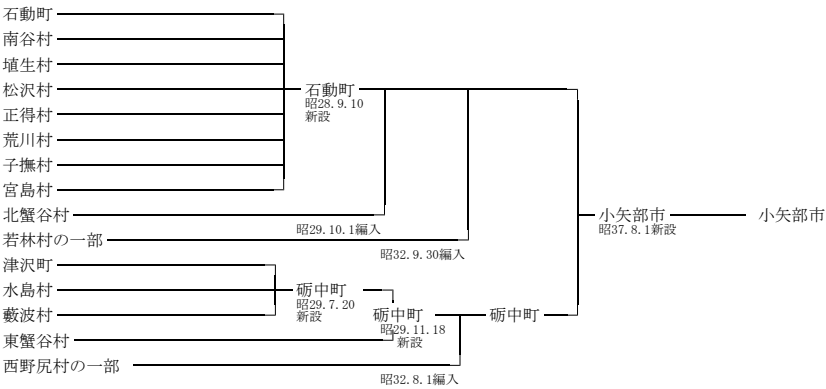 石動町
南谷村
埴生村
松沢村
石動町
昭28.9.10
新設
正得村
荒川村
子撫村
宮島村
北蟹谷村
昭29.10.1編入
若林村の一部
昭32.9.30編入
小矢部市
昭37.8.1新設
小矢部市
津沢町
水島村
砺中町
昭29.7.20
新設
藪波村
砺中町
昭29.11.18
新設
砺中町
東蟹谷村
西野尻村の一部
昭32.8.1編入